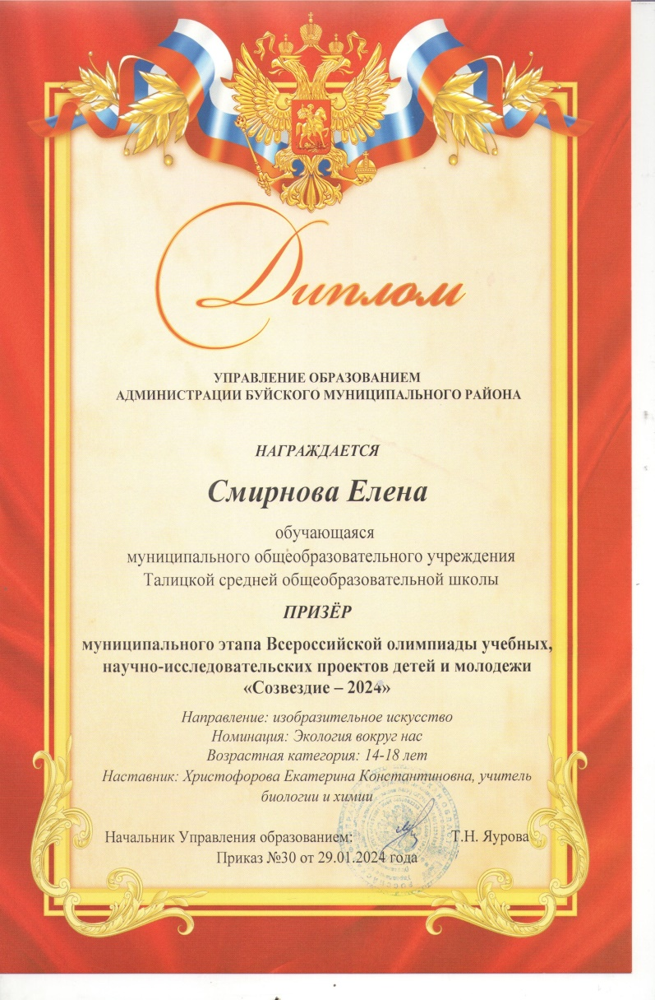 Диплом
УПРАВЛЕНИЕ ОБРАЗОВАНИЕМ
АДМИНИСТРАЦИИ БУЙСКОГО МУНИЦИПАЛЬНОГО РАЙОНА
НАГРАЖДАЕТСЯ
Смирнова Елена
обучающаяся
муниципального общеобразовательного учреждения
Талицкой средней общеобразовательной школы
ПРИЗЁР
муниципального этапа Всероссийской олимпиады учебных,
научно-исследовательских проектов детей и молодежи
«Созвездие – 2024»
Направление: изобразительное искусство
Номинация: Экология вокруг нас
Возрастная категория: 14-18 лет
Наставник: Христофорова Екатерина Константиновна, учитель
биологии и химии
Начальник Управления образованием: Т.Н. Яурова
Приказ №30 от 29.01.2024 года